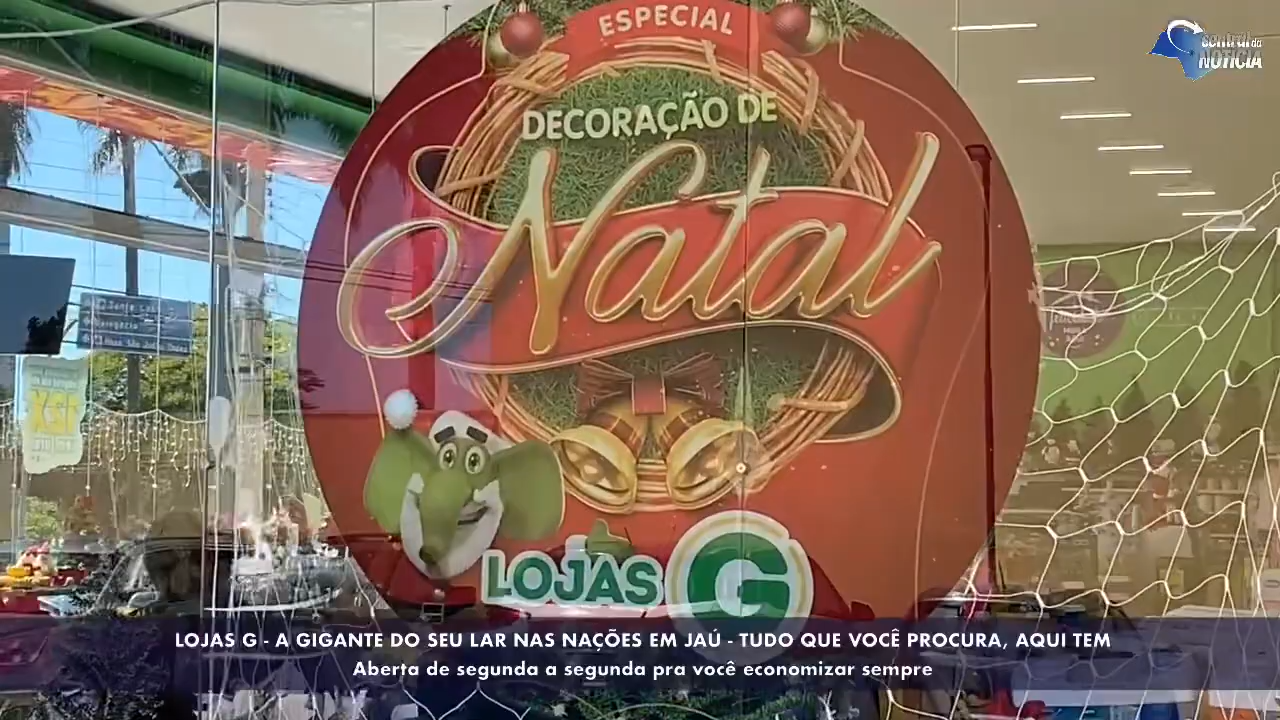 ESPECIAL
DECORAÇÃO DE
Natal
LOJAS G
central da
NOTÍCIA
12X
LOJAS G - A GIGANTE DO SEU LAR NAS NAÇÕES EM JAÚ - TUDO QUE VOCÊ PROCURA, AQUI TEM
Aberta de segunda a segunda pra você economizar sempre